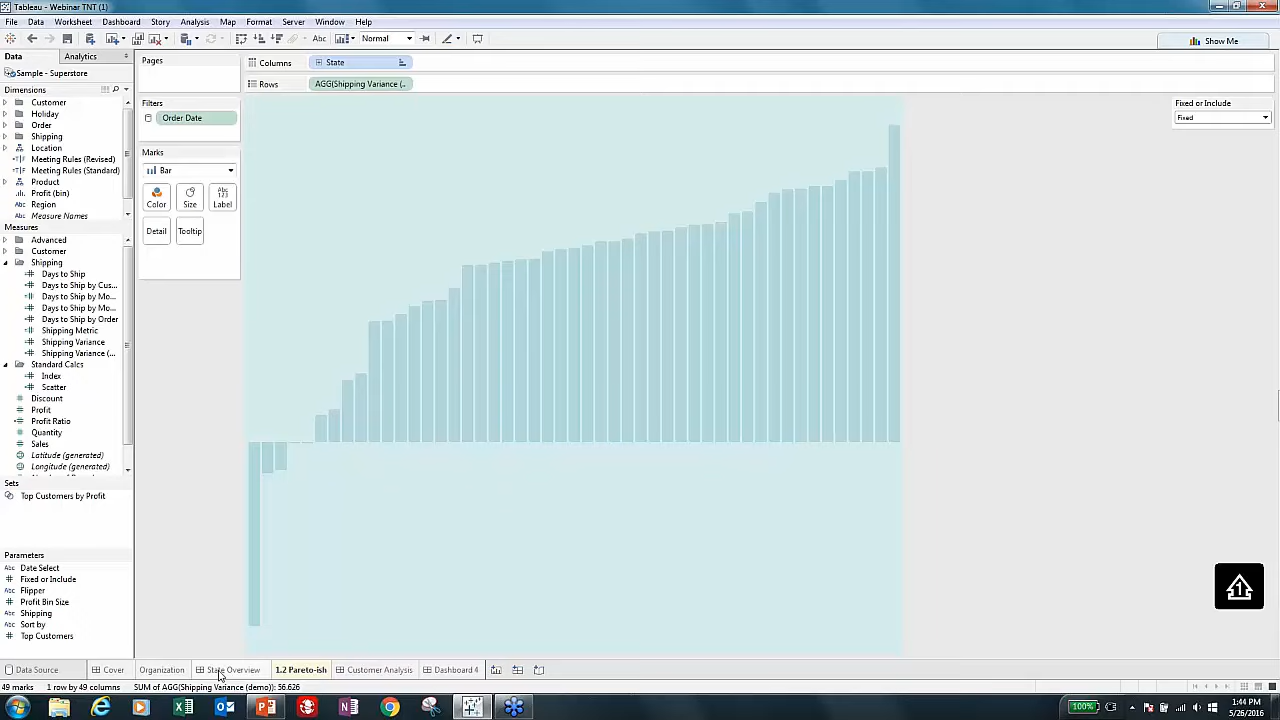 Tableau - Webinar TNT (1)
File Data Worksheet Dashboard Story Analysis Map Format Server Window Help
Abc Normal Show Me
Data Analytics
Sample - Superstore
Dimensions
Customer
Holiday
Order
Shipping
Location
Meeting Rules (Revised)
Meeting Rules (Standard)
Product
Profit (bin)
Region
Measure Names
Measures
Advanced
Customer
Shipping
Days to Ship
Days to Ship by Cus...
Days to Ship by Mo...
Days to Ship by Mo...
Days to Ship by Order
Shipping Metric
Shipping Variance
Shipping Variance (...
Standard Calcs
Index
Scatter
Discount
Profit
Profit Ratio
Quantity
Sales
Latitude (generated)
Longitude (generated)
Sets
Top Customers by Profit
Parameters
Date Select
Fixed or Include
Abc Flipper
Profit Bin Size
Abc Shipping
Abc Sort by
Top Customers
Pages
Filters
Order Date
Marks
Bar
Color Size Label
Abc
123
Detail Tooltip
Columns State
Rows AGG(Shipping Variance (..
Fixed or Include
Fixed
1
Data Source Cover Organization State Overview 1.2 Pareto-ish Customer Analysis Dashboard 4
49 marks 1 row by 49 columns SUM of AGG(Shipping Variance (demo)): 56.626
100% 1:44 PM
5/26/2016